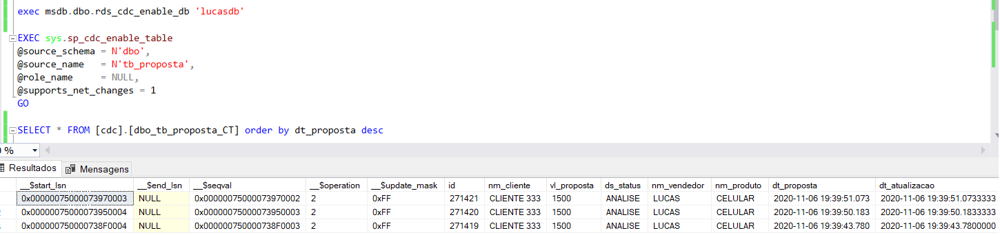 exec msdb.dbo.rds_cdc_enable_db 'lucasdb'
EXEC sys.sp_cdc_enable_table
@source_schema = N'dbo',
@source_name = N'tb_proposta',
@role_name = NULL,
@supports_net_changes = 1
GO
SELECT * FROM [cdc].[dbo_tb_proposta_CT] order by dt_proposta desc
%
Resultados Mensagens
__$start_lsn __$end_lsn __$seqval __$operation __$update_mask id nm_cliente vl_proposta ds_status nm_vendedor nm_produto dt_proposta dt_atualizacao
0x00000075000073970003 NULL 0x00000075000073970002 2 0xFF 271421 CLIENTE 333 1500 ANALISE LUCAS CELULAR 2020-11-06 19:39:51.073 2020-11-06 19:39:51.0733333
0x00000075000073950004 NULL 0x00000075000073950003 2 0xFF 271420 CLIENTE 333 1500 ANALISE LUCAS CELULAR 2020-11-06 19:39:50.183 2020-11-06 19:39:50.1833333
0x000000750000738F0004 NULL 0x000000750000738F0003 2 0xFF 271419 CLIENTE 333 1500 ANALISE LUCAS CELULAR 2020-11-06 19:39:43.780 2020-11-06 19:39:43.7800000